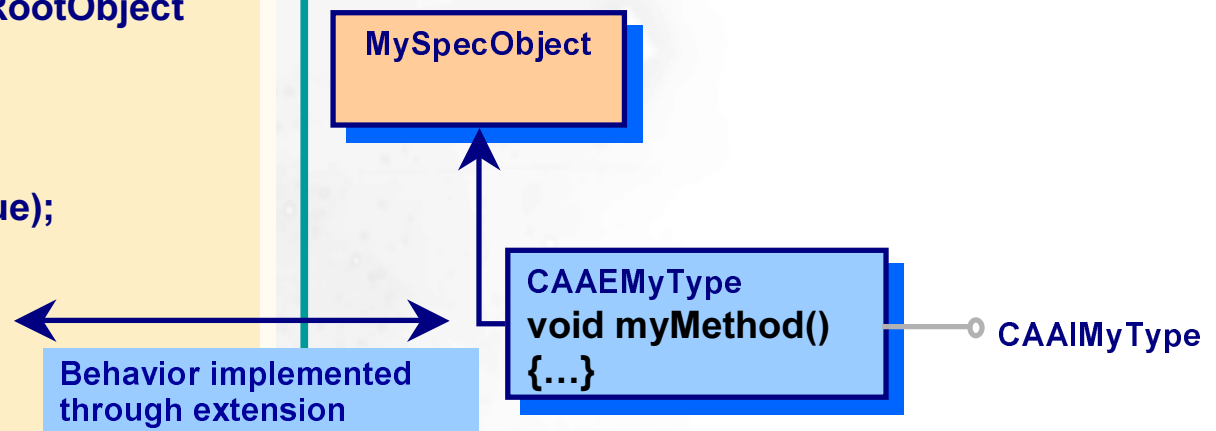 RootObject
MySpecObject
ue);
CAAEMyType
void myMethod()
{...}
CAAIMyType
Behavior implemented
through extension